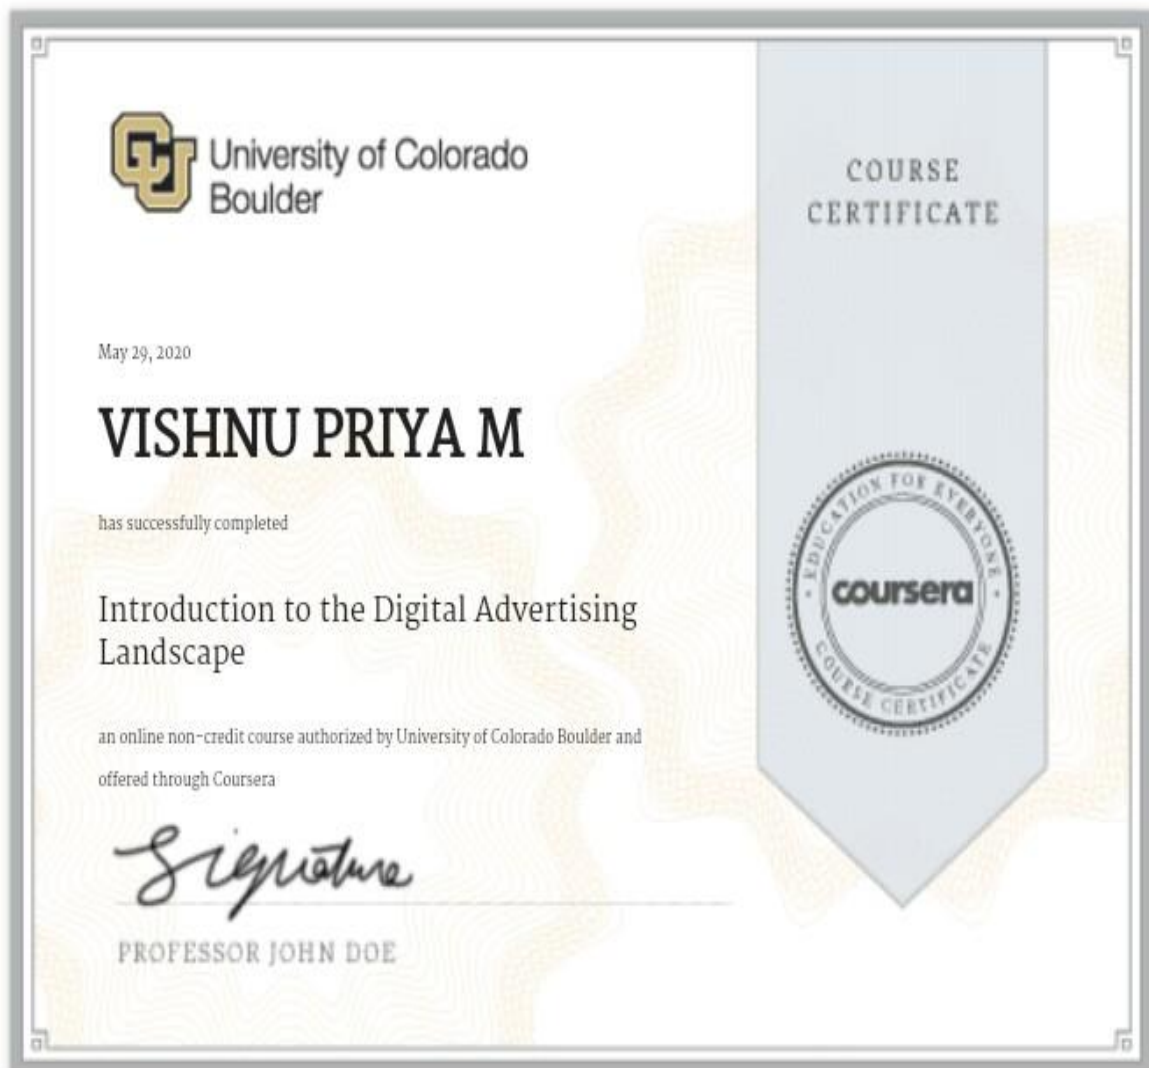 University of Colorado
Boulder
COURSE
CERTIFICATE
May 29, 2020
VISHNU PRIYA M
has successfully completed
Introduction to the Digital Advertising
Landscape
an online non-credit course authorized by University of Colorado Boulder and
offered through Coursera
EDUCATION FOR EVERYONE
coursera
COURSE CERTIFICATE
Signature
PROFESSOR JOHN DOE